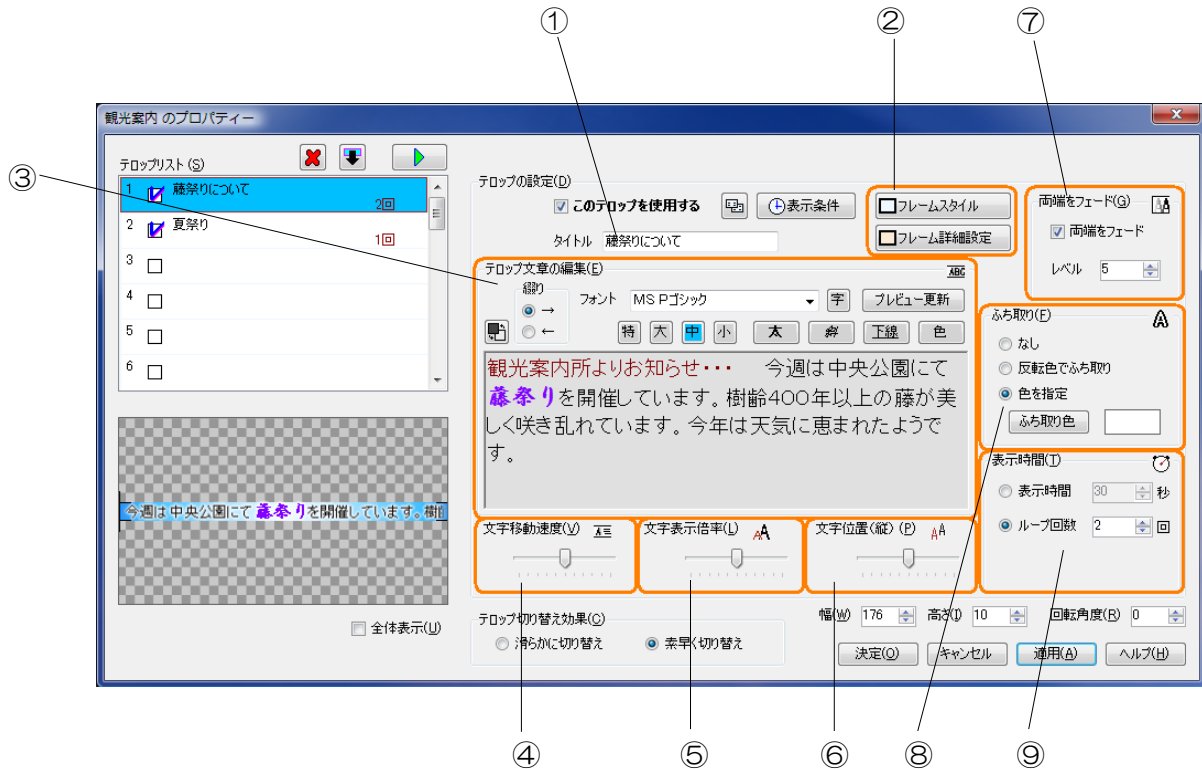 ① ② ⑦
観光案内 のプロパティー
③
テロップリスト(S)
1 藤祭りについて
2回
2 夏祭り
1回
3
4
5
6
今週は中央公園にて 藤祭りを開催しています。樹
全体表示(U)
テロップの設定(D)
このテロップを使用する
表示条件
タイトル 藤祭りについて
フレームスタイル
フレーム詳細設定
両端をフェード(G)
両端をフェード
レベル 5
テロップ文章の編集(E)
ABC
綴り
→
←
フォント MS Pゴシック
字
プレビュー更新
特 大 中 小 太 斜 下線 色
観光案内所よりお知らせ・・・ 今週は中央公園にて
藤祭りを開催しています。樹齢400年以上の藤が美
しく咲き乱れています。今年は天気に恵まれたようで
す。
ふち取り(F)
なし
反転色でふち取り
色を指定
ふち取り色
表示時間(T)
表示時間 30 秒
ループ回数 2 回
文字移動速度(V)
文字表示倍率(L)
文字位置(縦)(P)
テロップ切り替え効果(C)
滑らかに切り替え
素早く切り替え
幅(W) 176 高さ(I) 10 回転角度(R) 0
決定(O) キャンセル 適用(A) ヘルプ(H)
④ ⑤ ⑥ ⑧ ⑨